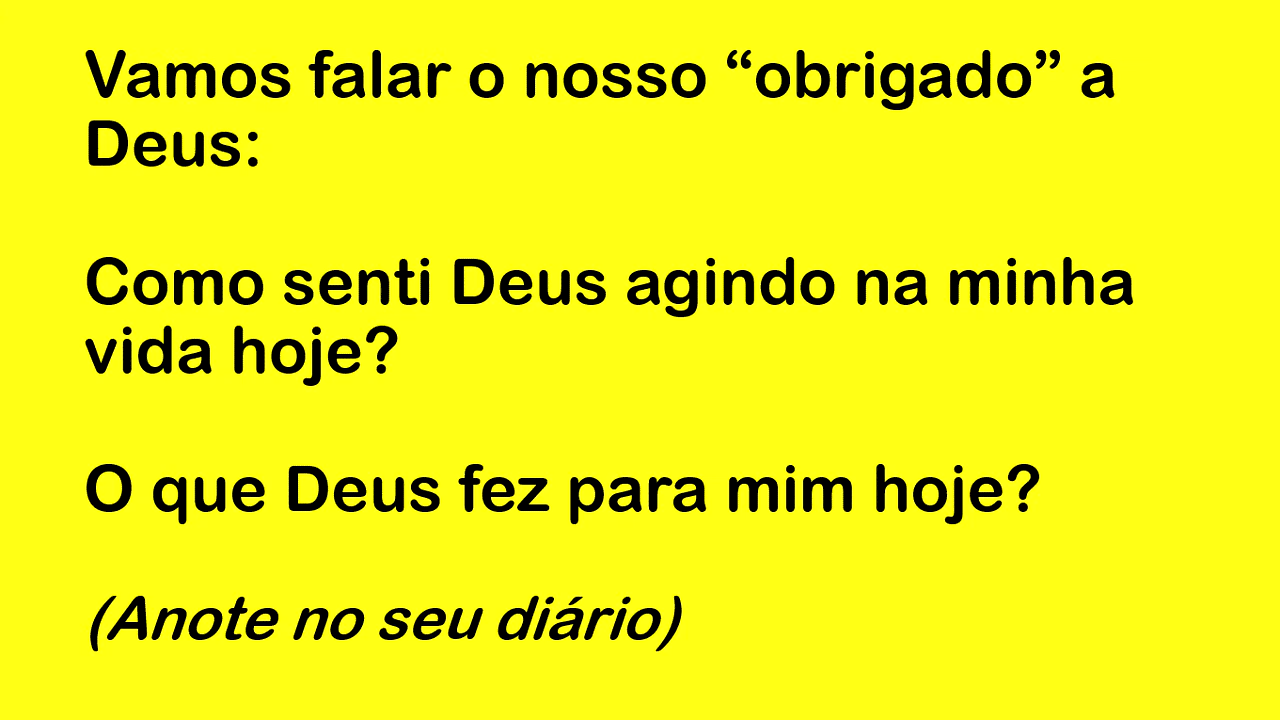 Vamos falar o nosso “obrigado” a
Deus:
Como senti Deus agindo na minha
vida hoje?
O que Deus fez para mim hoje?
(Anote no seu diário)